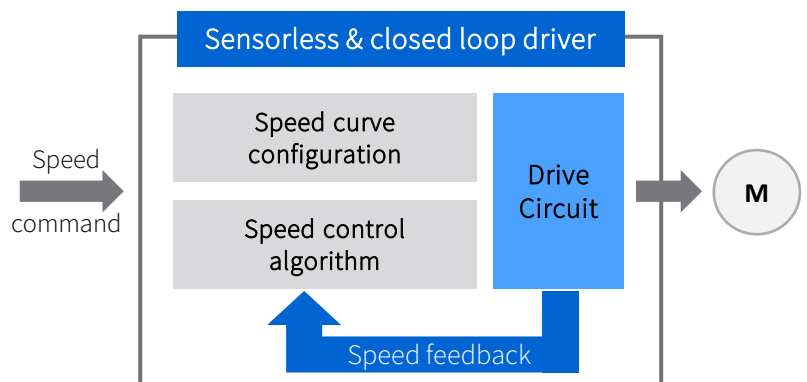 Sensorless & closed loop driver
Speed
command
Speed curve
configuration
Speed control
algorithm
Drive
Circuit
M
Speed feedback